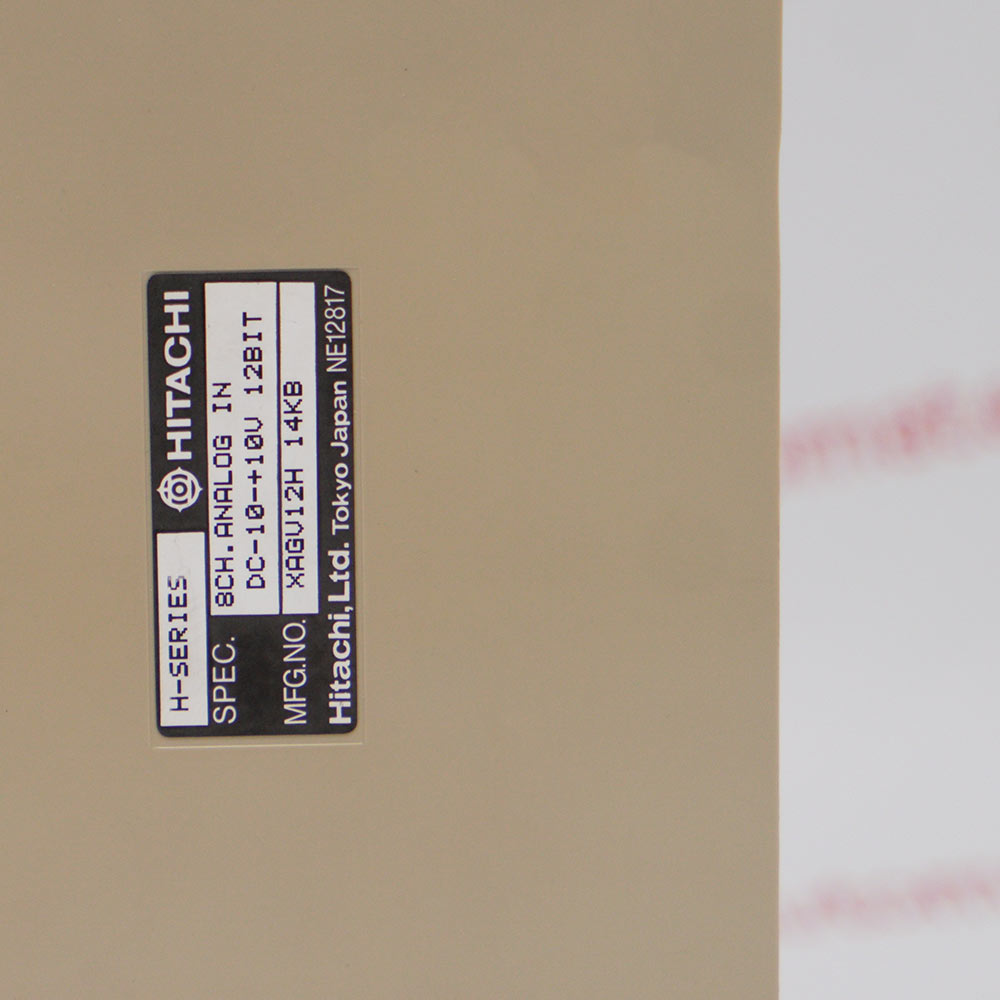 H-SERIES HITACHI
SPEC. 8CH.ANALOG IN
DC-10-+10V 12BIT
MFG.NO. XAGV12H 14KB
Hitachi,Ltd. Tokyo Japan NE12817